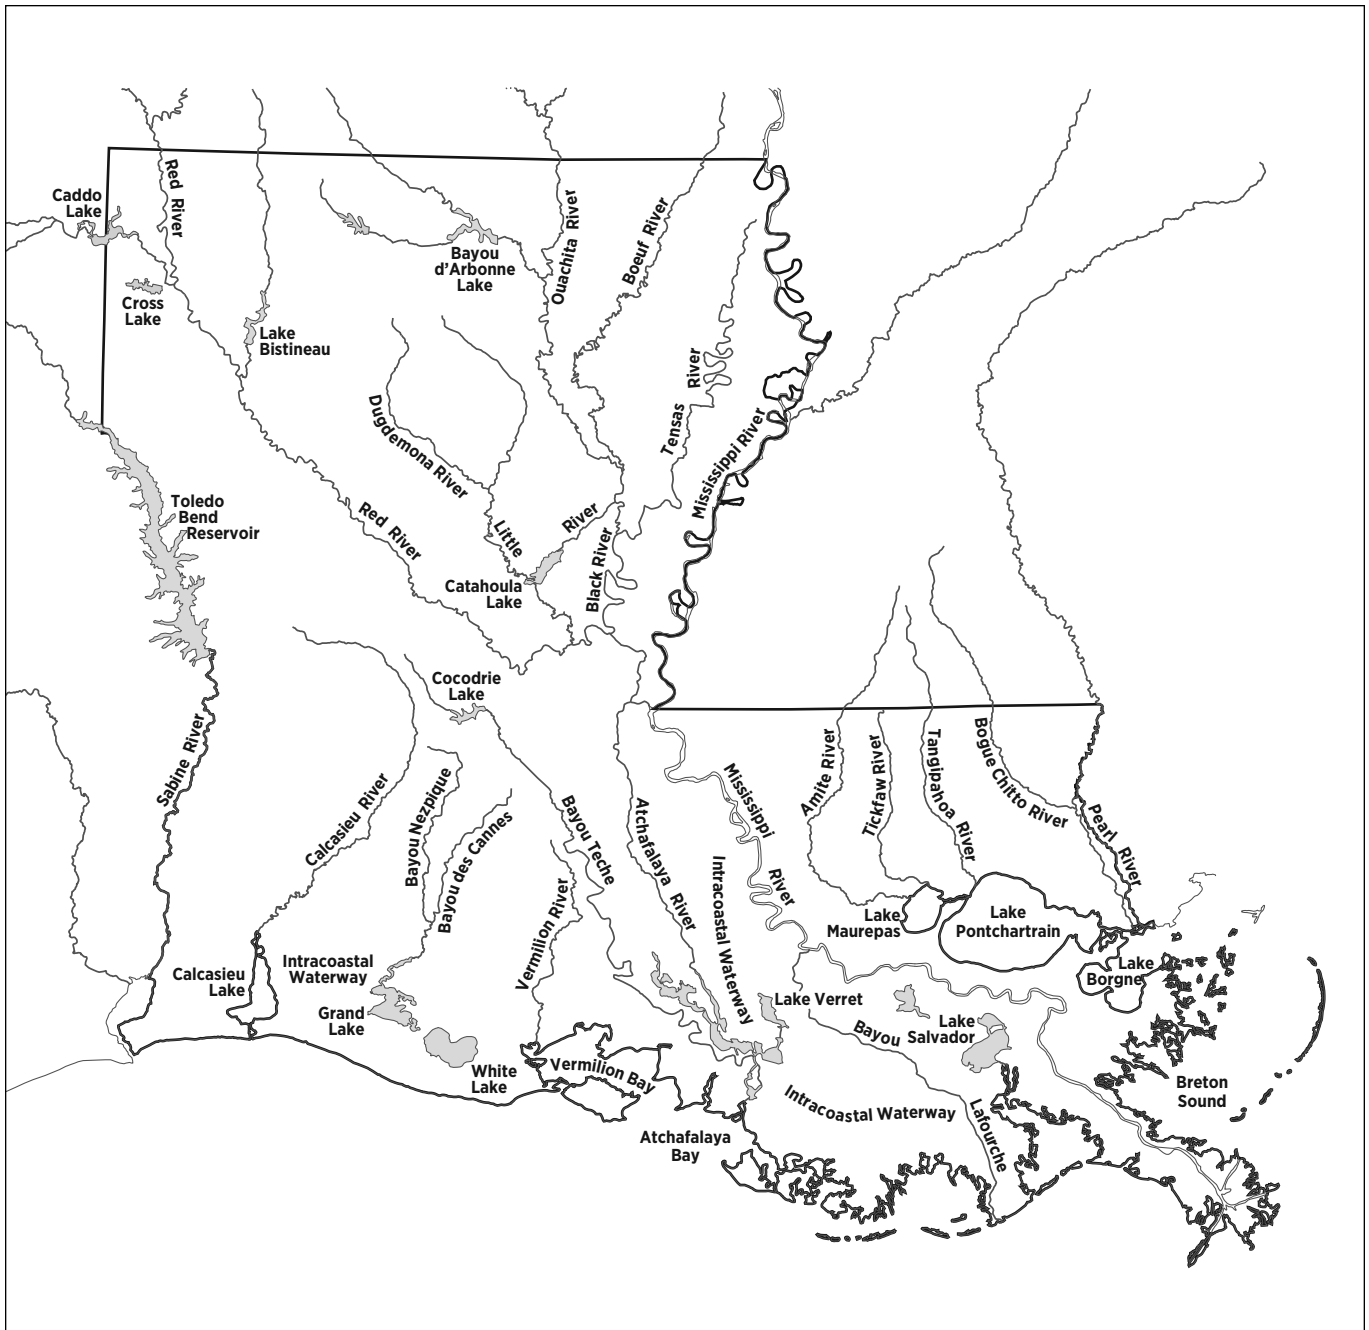 Red River
Caddo
Lake
Cross
Lake
Lake
Bistineau
Bayou
d'Arbonne
Lake
Ouachita River
Boeuf River
Tensas River
Mississippi River
Dugdemona River
Toledo
Bend
Reservoir
Red River
Little River
Catahoula
Lake
Black River
Cocodrie
Lake
Sabine River
Calcasieu River
Bayou Nezpique
Bayou des Cannes
Bayou Teche
Atchafalaya River
Mississippi River
Intracoastal Waterway
Amite River
Tickfaw River
Tangipahoa River
Bogue Chitto River
Pearl River
Vermilion River
Lake
Maurepas
Lake
Pontchartrain
Lake
Borgne
Calcasieu
Lake
Intracoastal
Waterway
Grand
Lake
White
Lake
Vermilion Bay
Lake Verret
Lake
Salvador
Bayou Lafourche
Intracoastal Waterway
Atchafalaya
Bay
Breton
Sound